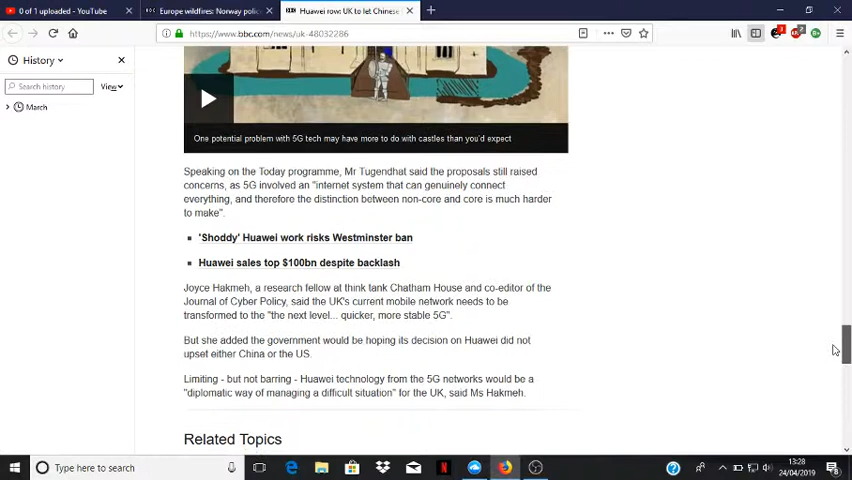 0 of 1 uploaded - YouTube
Europe wildfires: Norway polic
Huawei row: UK to let Chinese
https://www.bbc.com/news/uk-48032286
History
Search history
View
March
One potential problem with 5G tech may have more to do with castles than you'd expect
Speaking on the Today programme, Mr Tugendhat said the proposals still raised
concerns, as 5G involved an "internet system that can genuinely connect
everything, and therefore the distinction between non-core and core is much harder
to make".
'Shoddy' Huawei work risks Westminster ban
Huawei sales top $100bn despite backlash
Joyce Hakmeh, a research fellow at think tank Chatham House and co-editor of the
Journal of Cyber Policy, said the UK's current mobile network needs to be
transformed to the "the next level... quicker, more stable 5G".
But she added the government would be hoping its decision on Huawei did not
upset either China or the US.
Limiting - but not barring - Huawei technology from the 5G networks would be a
"diplomatic way of managing a difficult situation" for the UK, said Ms Hakmeh.
Related Topics
Type here to search
13:28
24/04/2019